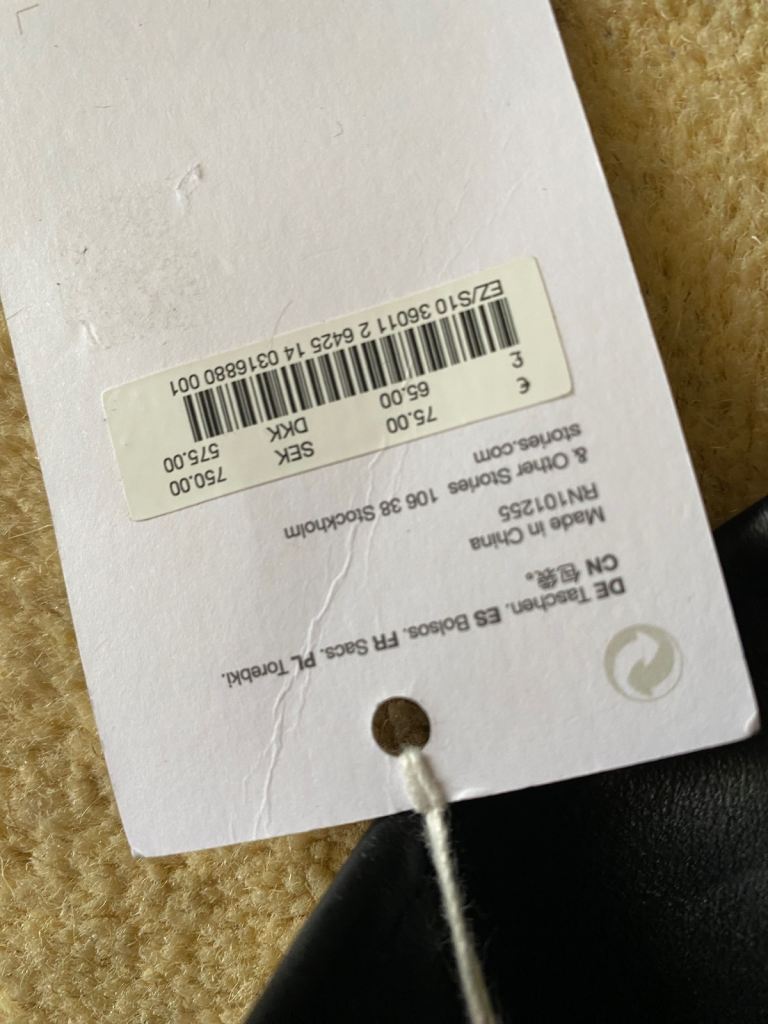 DE Taschen. ES Bolsos. FR Sacs. PL Torebki.
CN 包袋。
Made in China
RN101255
& Other Stories 106 38 Stockholm
stories.com
€ 75.00 SEK 750.00
£ 65.00 DKK 575.00
EZ/S10 36011 2 6425 14 0316880 001